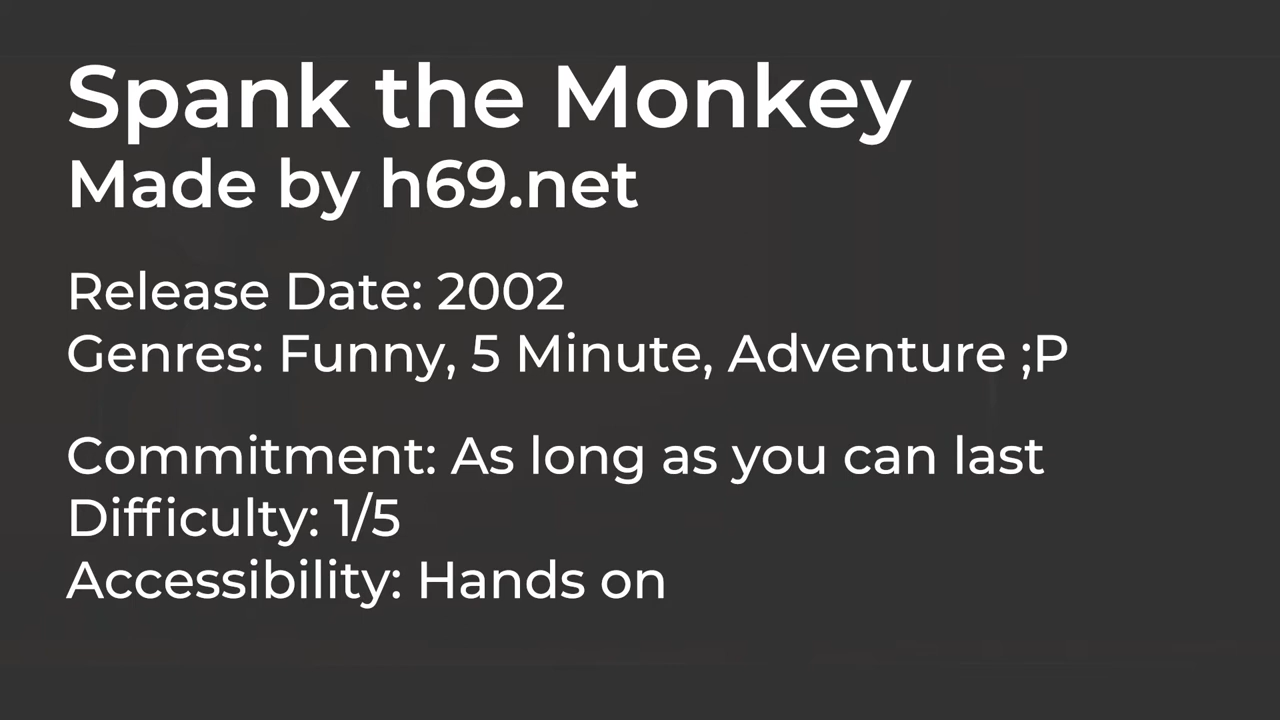 Spank the Monkey
Made by h69.net
Release Date: 2002
Genres: Funny, 5 Minute, Adventure ;P
Commitment: As long as you can last
Difficulty: 1/5
Accessibility: Hands on